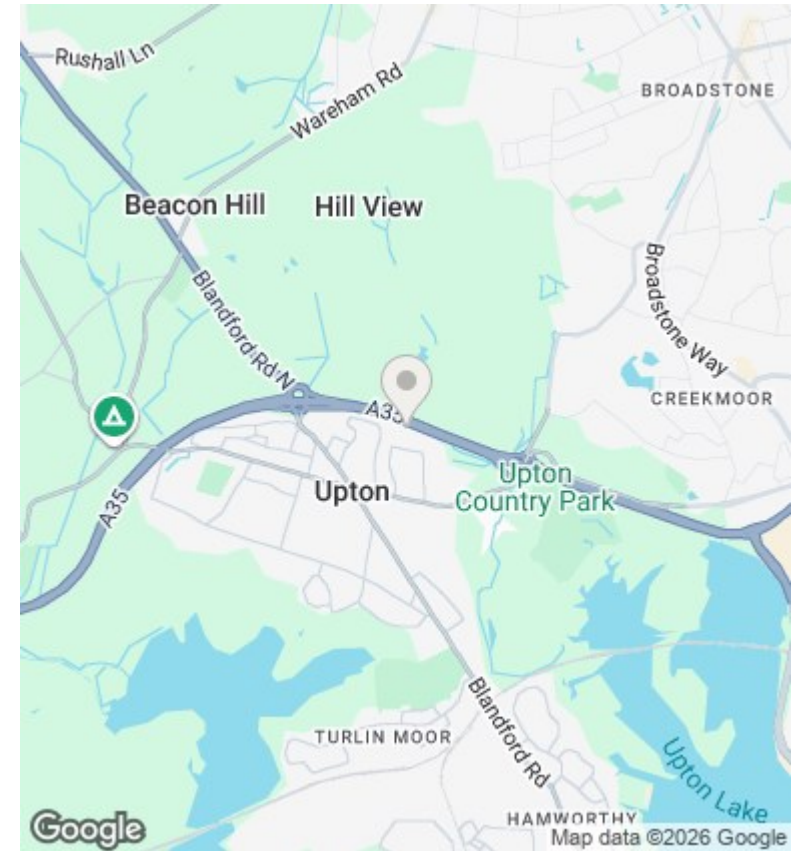 Rushall Ln
Wareham Rd
BROADSTONE
Beacon Hill
Hill View
Blandford Rd N
Broadstone Way
A35
CREEKMOOR
Upton
Country Park
Upton
A35
TURLIN MOOR
Blandford Rd
Upton Lake
HAMWORTHY
Google
Map data ©2026 Google